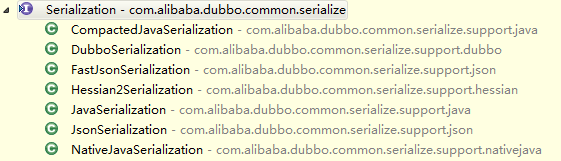 Serialization - com.alibaba.dubbo.common.serialize
CompactedJavaSerialization - com.alibaba.dubbo.common.serialize.support.java
DubboSerialization - com.alibaba.dubbo.common.serialize.support.dubbo
FastJsonSerialization - com.alibaba.dubbo.common.serialize.support.json
Hessian2Serialization - com.alibaba.dubbo.common.serialize.support.hessian
JavaSerialization - com.alibaba.dubbo.common.serialize.support.java
JsonSerialization - com.alibaba.dubbo.common.serialize.support.json
NativeJavaSerialization - com.alibaba.dubbo.common.serialize.support.nativejava